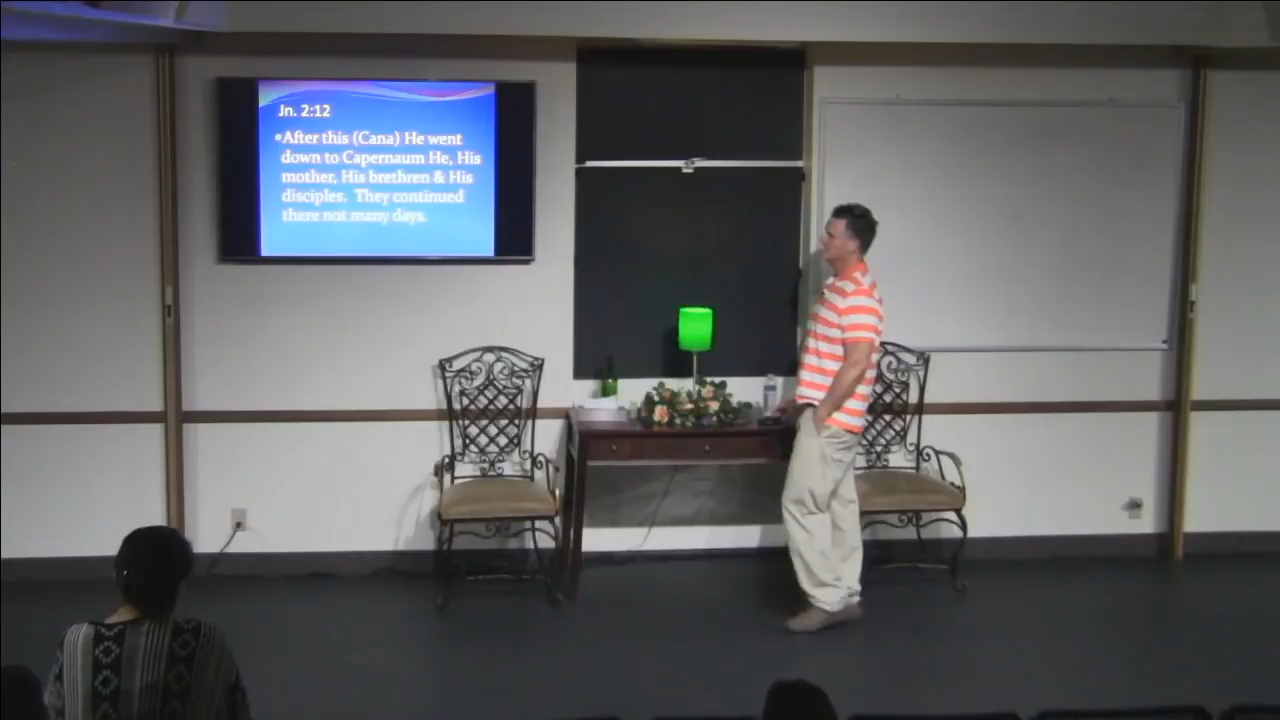 Jn. 2:12
•After this (Cana) He went
down to Capernaum He, His
mother, His brethren & His
disciples.  They continued
there not many days.